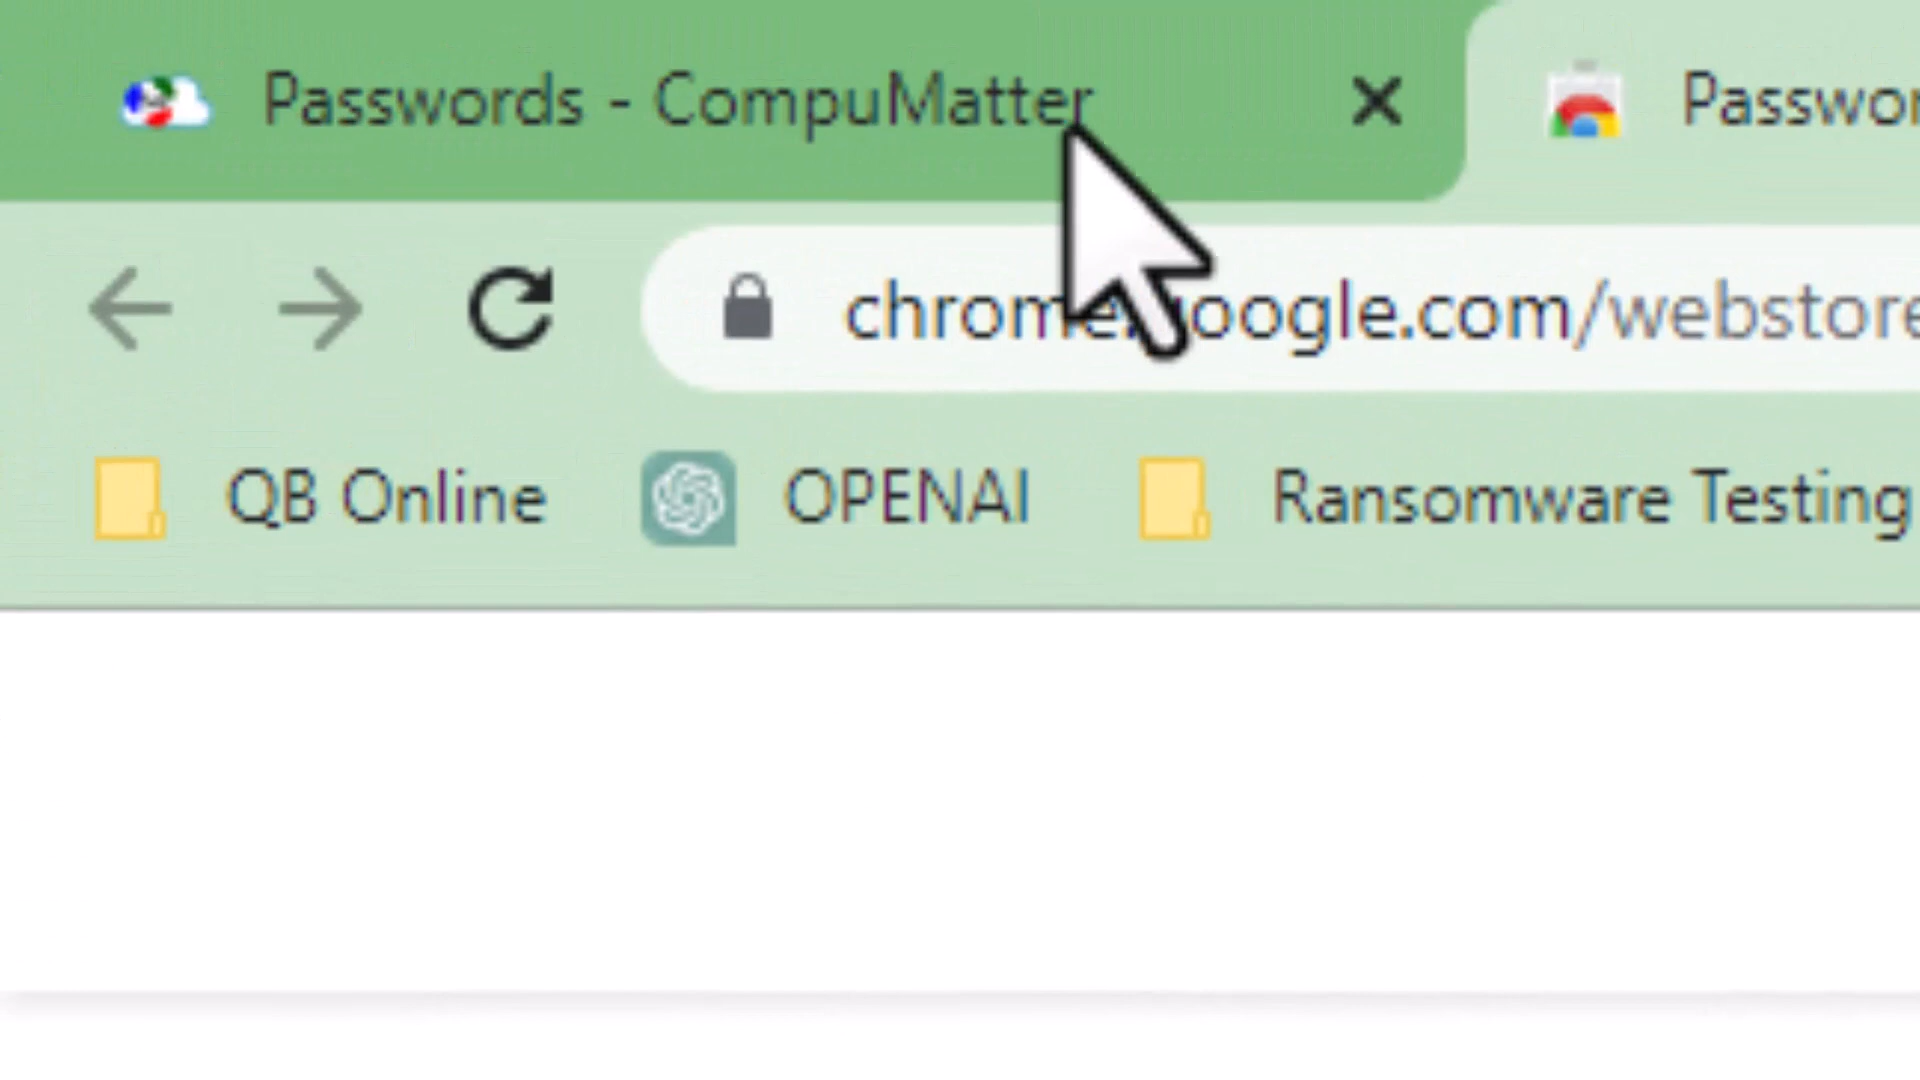 Passwords - CompuMatter
Passwor
chrome.google.com/webstore
QB Online
OPENAI
Ransomware Testing